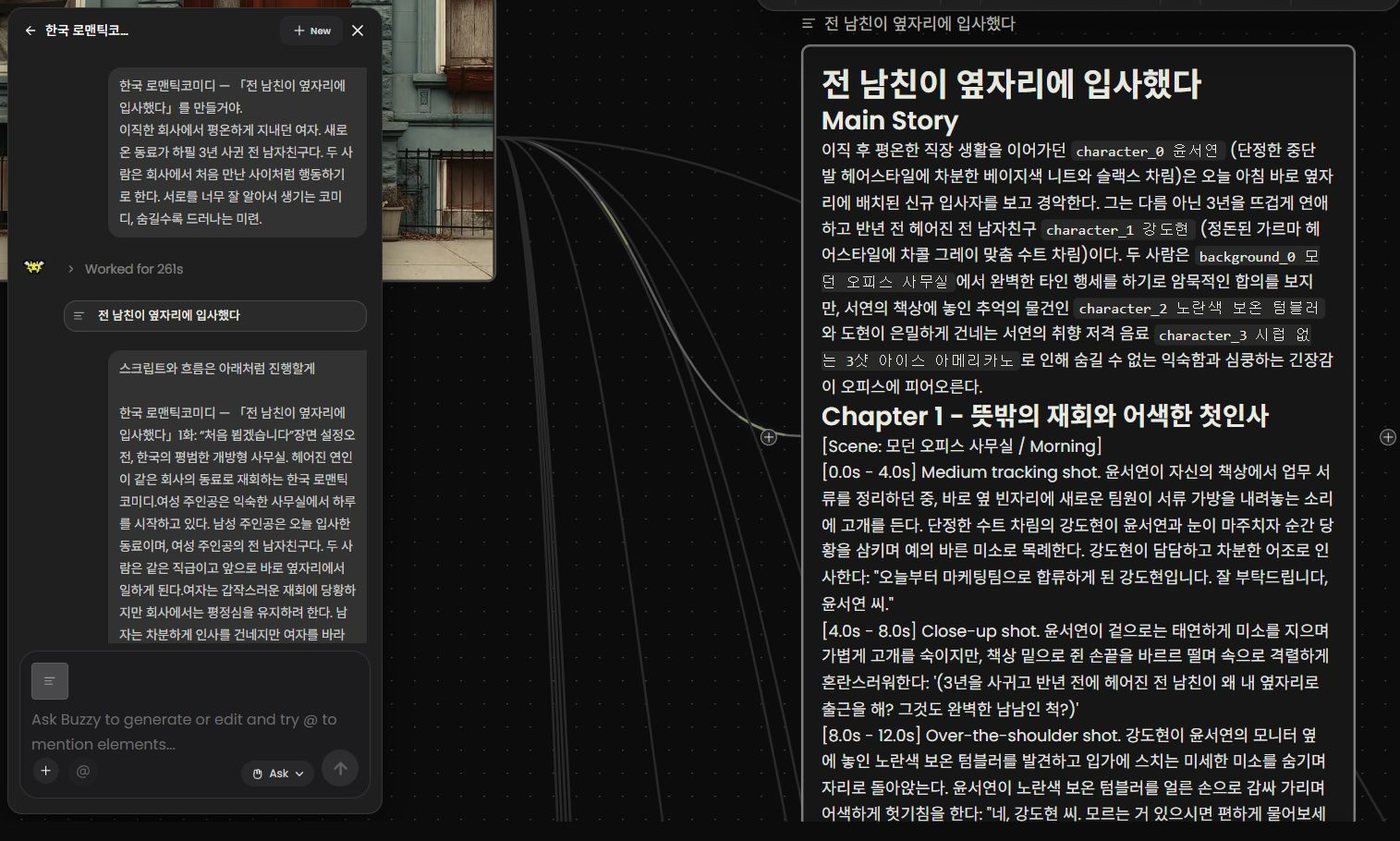 한국 로맨틱코...
+ New
한국 로맨틱코미디 — 「전 남친이 옆자리에
입사했다」를 만들거야.
이직한 회사에서 평온하게 지내던 여자. 새로
온 동료가 하필 3년 사귄 전 남자친구다. 두 사
람은 회사에서 처음 만난 사이처럼 행동하기
로 한다. 서로를 너무 잘 알아서 생기는 코미
디, 숨길수록 드러나는 미련.
Worked for 261s
전 남친이 옆자리에 입사했다
스크립트와 흐름은 아래처럼 진행할게
한국 로맨틱코미디 — 「전 남친이 옆자리에
입사했다」 1화: “처음 뵙겠습니다”장면 설정오
전, 한국의 평범한 개방형 사무실. 헤어진 연인
이 같은 회사의 동료로 재회하는 한국 로맨틱
코미디.여성 주인공은 익숙한 사무실에서 하루
를 시작하고 있다. 남성 주인공은 오늘 입사한
동료이며, 여성 주인공의 전 남자친구다. 두 사
람은 같은 직급이고 앞으로 바로 옆자리에서
일하게 된다.여자는 갑작스러운 재회에 당황하
지만 회사에서는 평정심을 유지하려 한다. 남
자는 차분하게 인사를 건네지만 여자를 바라
Ask Buzzy to generate or edit and try @ to
mention elements...
Ask
전 남친이 옆자리에 입사했다
전 남친이 옆자리에 입사했다
Main Story
이직 후 평온한 직장 생활을 이어가던 character_0 윤서연 (단정한 중단
발 헤어스타일에 차분한 베이지색 니트와 슬랙스 차림)은 오늘 아침 바로 옆자
리에 배치된 신규 입사자를 보고 경악한다. 그는 다름 아닌 3년을 뜨겁게 연애
하고 반년 전 헤어진 전 남자친구 character_1 강도현 (정돈된 가르마 헤
어스타일에 차콜 그레이 맞춤 수트 차림)이다. 두 사람은 background_0 모
던 오피스 사무실에서 완벽한 타인 행세를 하기로 암묵적인 합의를 보지
만, 서연의 책상에 놓인 추억의 물건인 character_2 노란색 보온 텀블러
와 도현이 은밀하게 건네는 서연의 취향 저격 음료 character_3 시럽 없
는 3샷 아이스 아메리카노로 인해 숨길 수 없는 익숙함과 심쿵하는 긴장감
이 오피스에 피어오른다.
Chapter 1 - 뜻밖의 재회와 어색한 첫인사
[Scene: 모던 오피스 사무실 / Morning]
[0.0s - 4.0s] Medium tracking shot. 윤서연이 자신의 책상에서 업무 서
류를 정리하던 중, 바로 옆 빈자리에 새로운 팀원이 서류 가방을 내려놓는 소리
에 고개를 든다. 단정한 수트 차림의 강도현이 윤서연과 눈이 마주치자 순간 당
황을 삼키며 예의 바른 미소로 목례한다. 강도현이 담담하고 차분한 어조로 인
사한다: "오늘부터 마케팅팀으로 합류하게 된 강도현입니다. 잘 부탁드립니다,
윤서연 씨."
[4.0s - 8.0s] Close-up shot. 윤서연이 겉으로는 태연하게 미소를 지으며
가볍게 고개를 숙이지만, 책상 밑으로 쥔 손끝을 바르르 떨며 속으로 격렬하게
혼란스러워한다: '(3년을 사귀고 반년 전에 헤어진 전 남친이 왜 내 옆자리로
출근을 해? 그것도 완벽한 남남인 척?)'
[8.0s - 12.0s] Over-the-shoulder shot. 강도현이 윤서연의 모니터 옆
에 놓인 노란색 보온 텀블러를 발견하고 입가에 스치는 미세한 미소를 숨기며
자리로 돌아앉는다. 윤서연이 노란색 보온 텀블러를 얼른 손으로 감싸 가리며
어색하게 헛기침을 한다: "네, 강도현 씨. 모르는 거 있으시면 편하게 물어보세